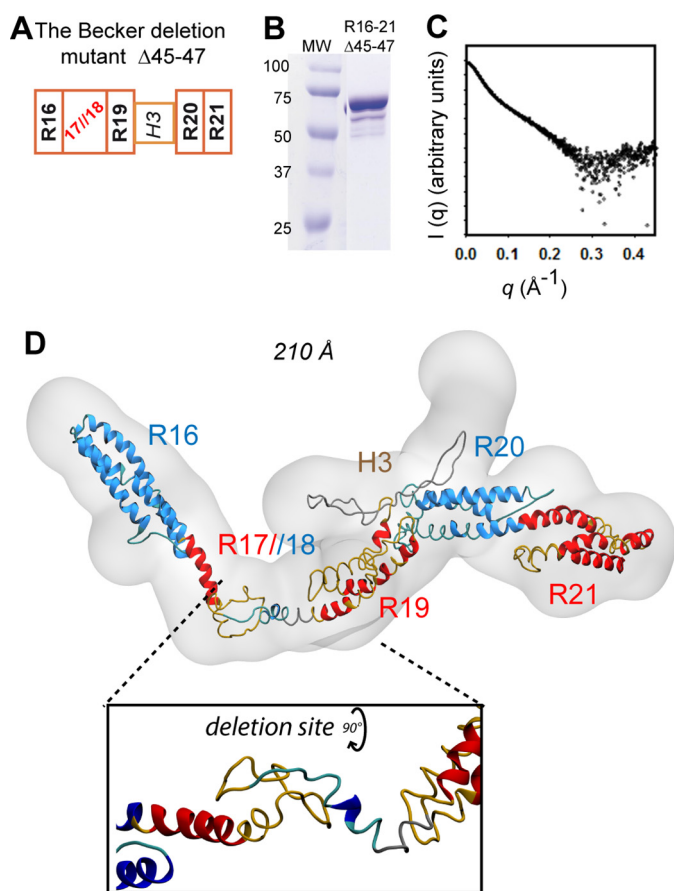 A
The Becker deletion
mutant Δ45-47
R16
17//18
R19
H3
R20
R21
B
R16-21
MW Δ45-47
100
75
50
37
25
C
I (q) (arbitrary units)
0.0 0.1 0.2 0.3 0.4
q (Å-1)
D
210 Å
R16
H3
R20
R17//18
R19
R21
deletion site 90°